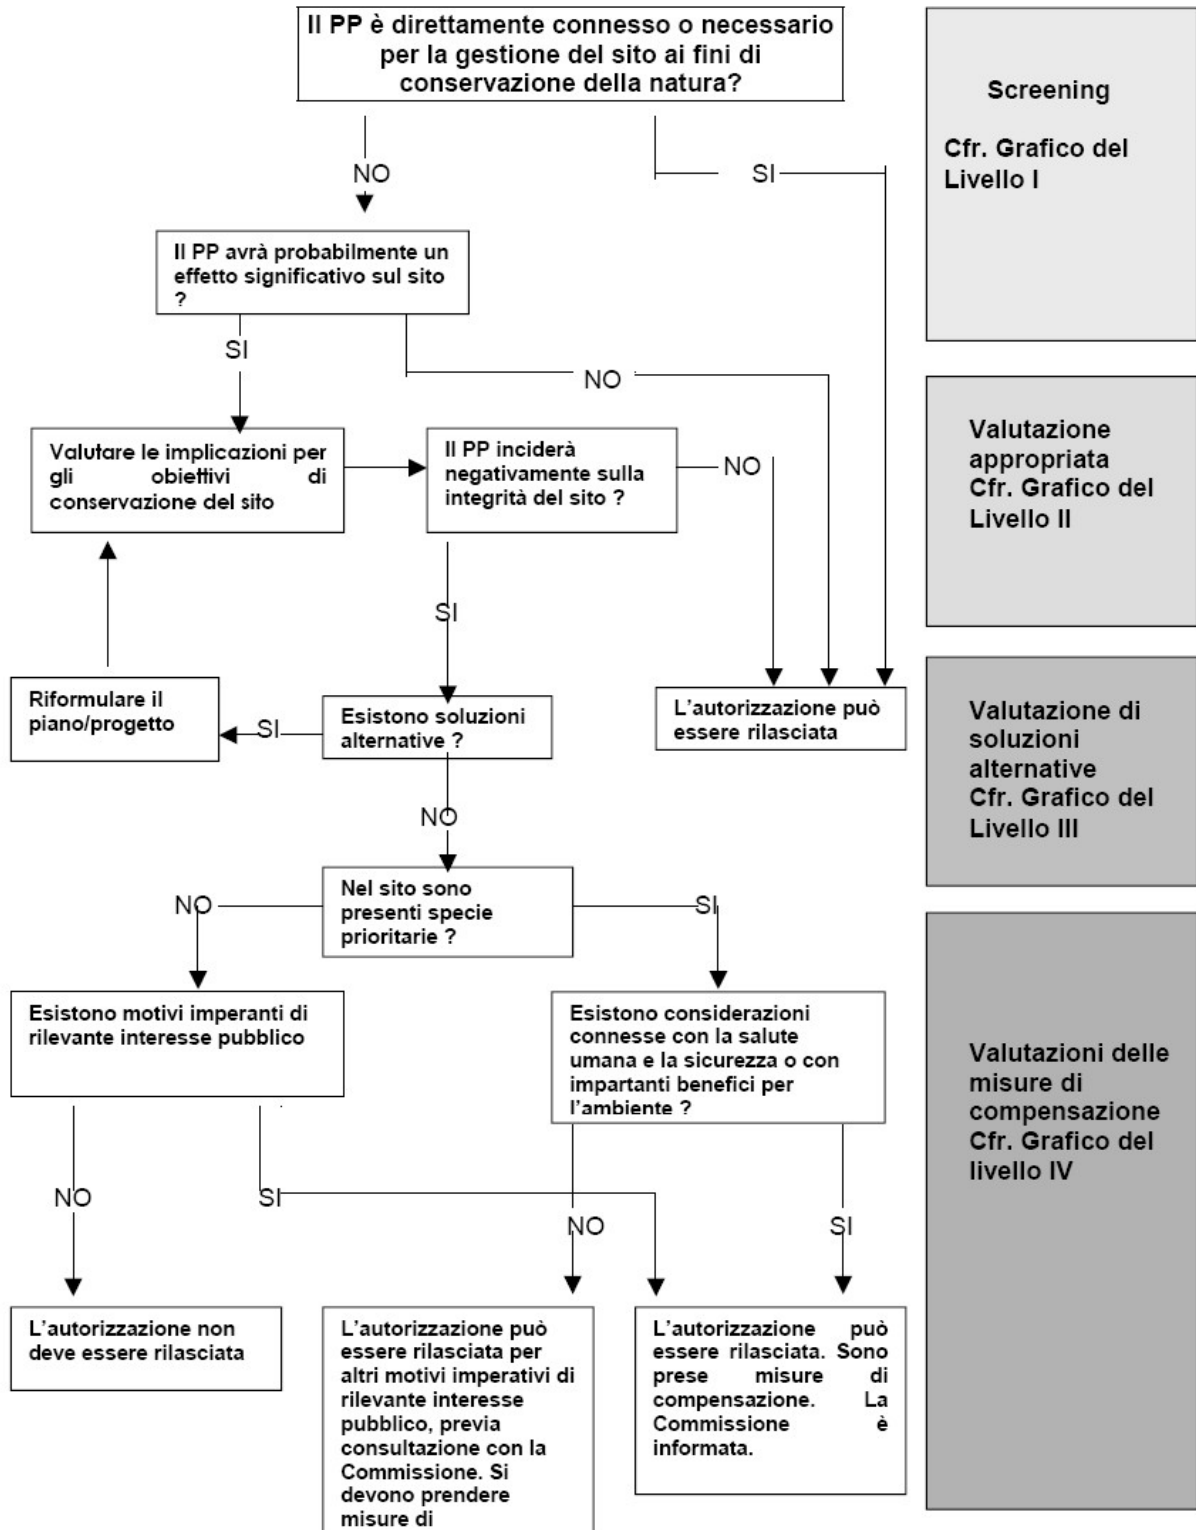 Il PP è direttamente connesso o necessario
per la gestione del sito ai fini di
conservazione della natura?
Screening
Cfr. Grafico del
Livello I
NO
SI
Il PP avrà probabilmente un
effetto significativo sul sito
?
SI
NO
Valutare le implicazioni per
gli obiettivi di
conservazione del sito
Il PP inciderà
negativamente sulla
integrità del sito ?
NO
Valutazione
appropriata
Cfr. Grafico del
Livello II
SI
Riformulare il
piano/progetto
SI
Esistono soluzioni
alternative ?
L'autorizzazione può
essere rilasciata
Valutazione di
soluzioni
alternative
Cfr. Grafico del
Livello III
NO
Nel sito sono
presenti specie
prioritarie ?
NO
SI
Esistono motivi imperanti di
rilevante interesse pubblico
Esistono considerazioni
connesse con la salute
umana e la sicurezza o con
impartanti benefici per
l'ambiente ?
Valutazioni delle
misure di
compensazione
Cfr. Grafico del
livello IV
NO
SI
NO
SI
L'autorizzazione non
deve essere rilasciata
L'autorizzazione può
essere rilasciata per
altri motivi imperativi di
rilevante interesse
pubblico, previa
consultazione con la
Commissione. Si
devono prendere
misure di
L'autorizzazione può
essere rilasciata. Sono
prese misure di
compensazione. La
Commissione è
informata.